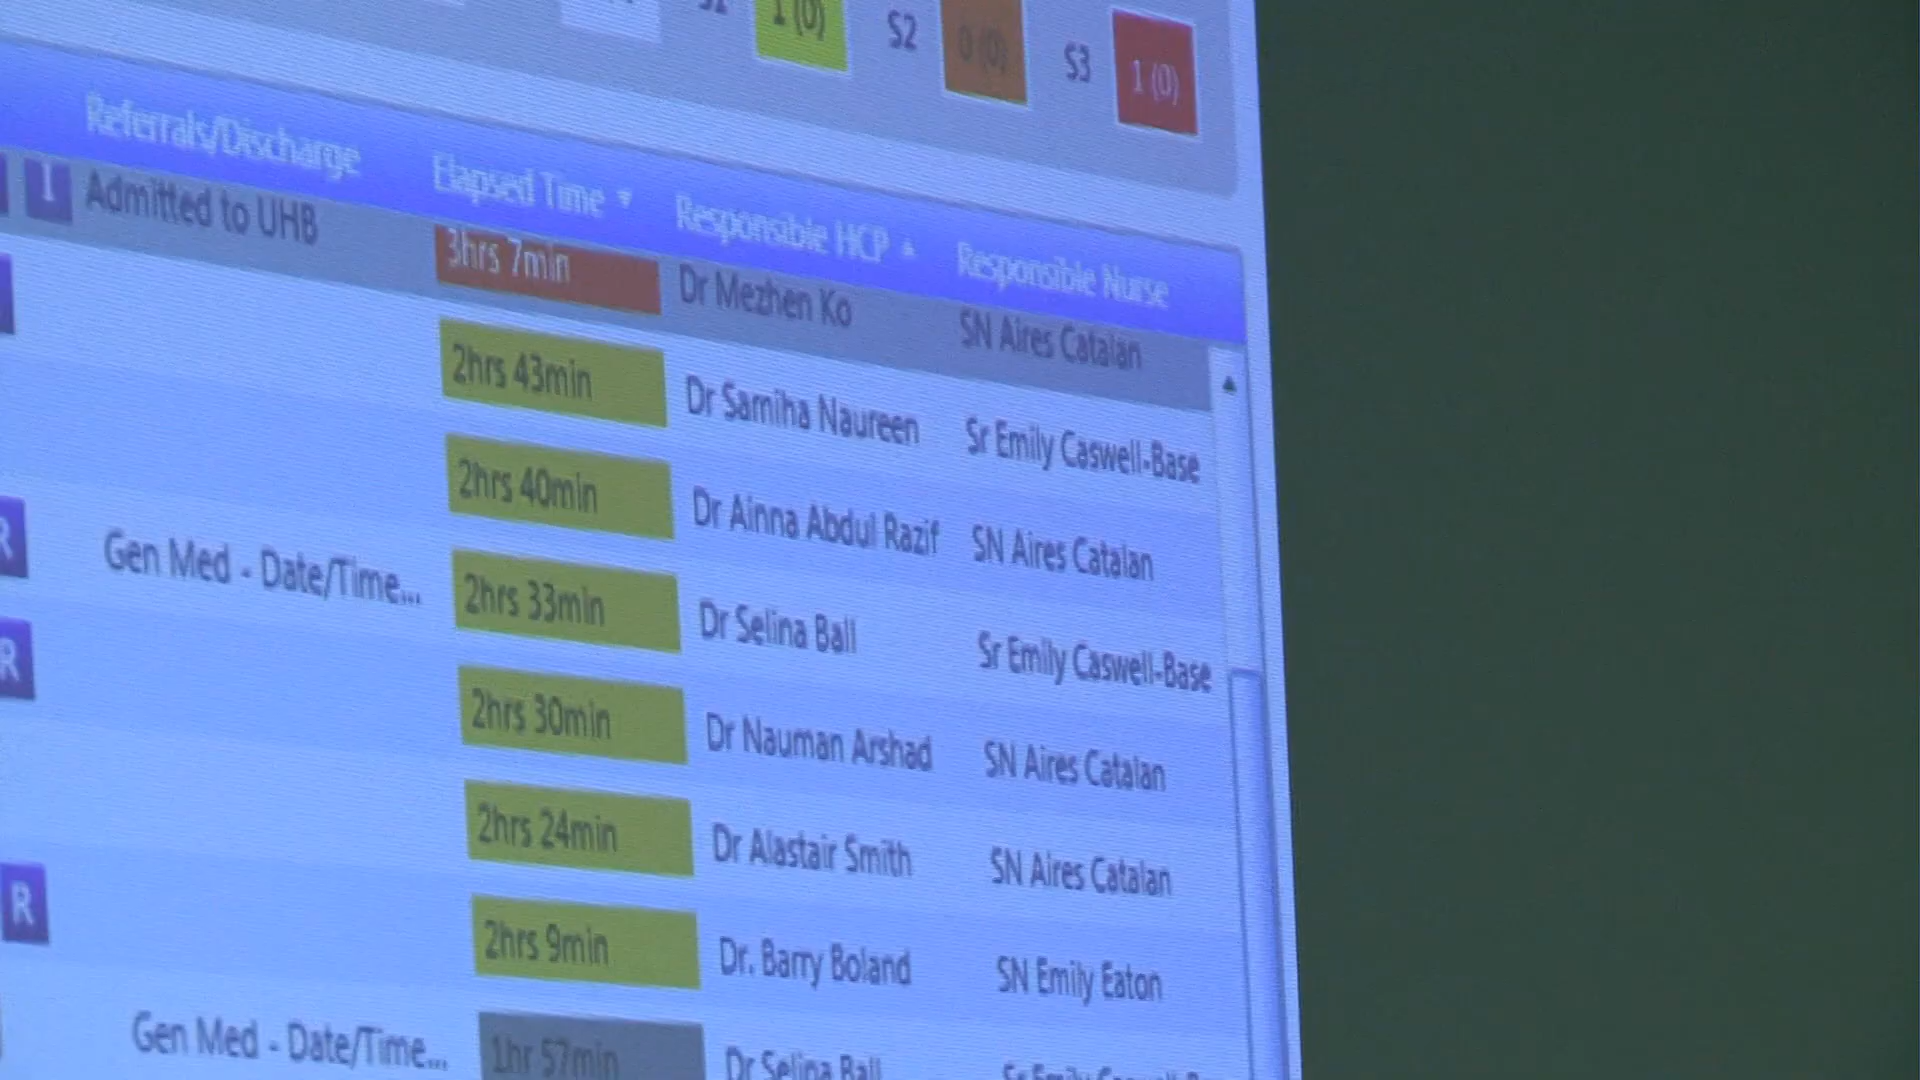 1 (0) S2 0 (0) S3 1 (0)
Referrals/Discharge Elapsed Time Responsible HCP Responsible Nurse
1 Admitted to UHB 3hrs 7min Dr Mezhen Ko SN Aires Catalan
2hrs 43min Dr Samiha Naureen Sr Emily Caswell-Base
2hrs 40min Dr Ainna Abdul Razif SN Aires Catalan
R Gen Med - Date/Time... 2hrs 33min Dr Selina Ball Sr Emily Caswell-Base
R 2hrs 30min Dr Nauman Arshad SN Aires Catalan
2hrs 24min Dr Alastair Smith SN Aires Catalan
R 2hrs 9min Dr. Barry Boland SN Emily Eaton
Gen Med - Date/Time... 1hr 57min Dr Selina Ball